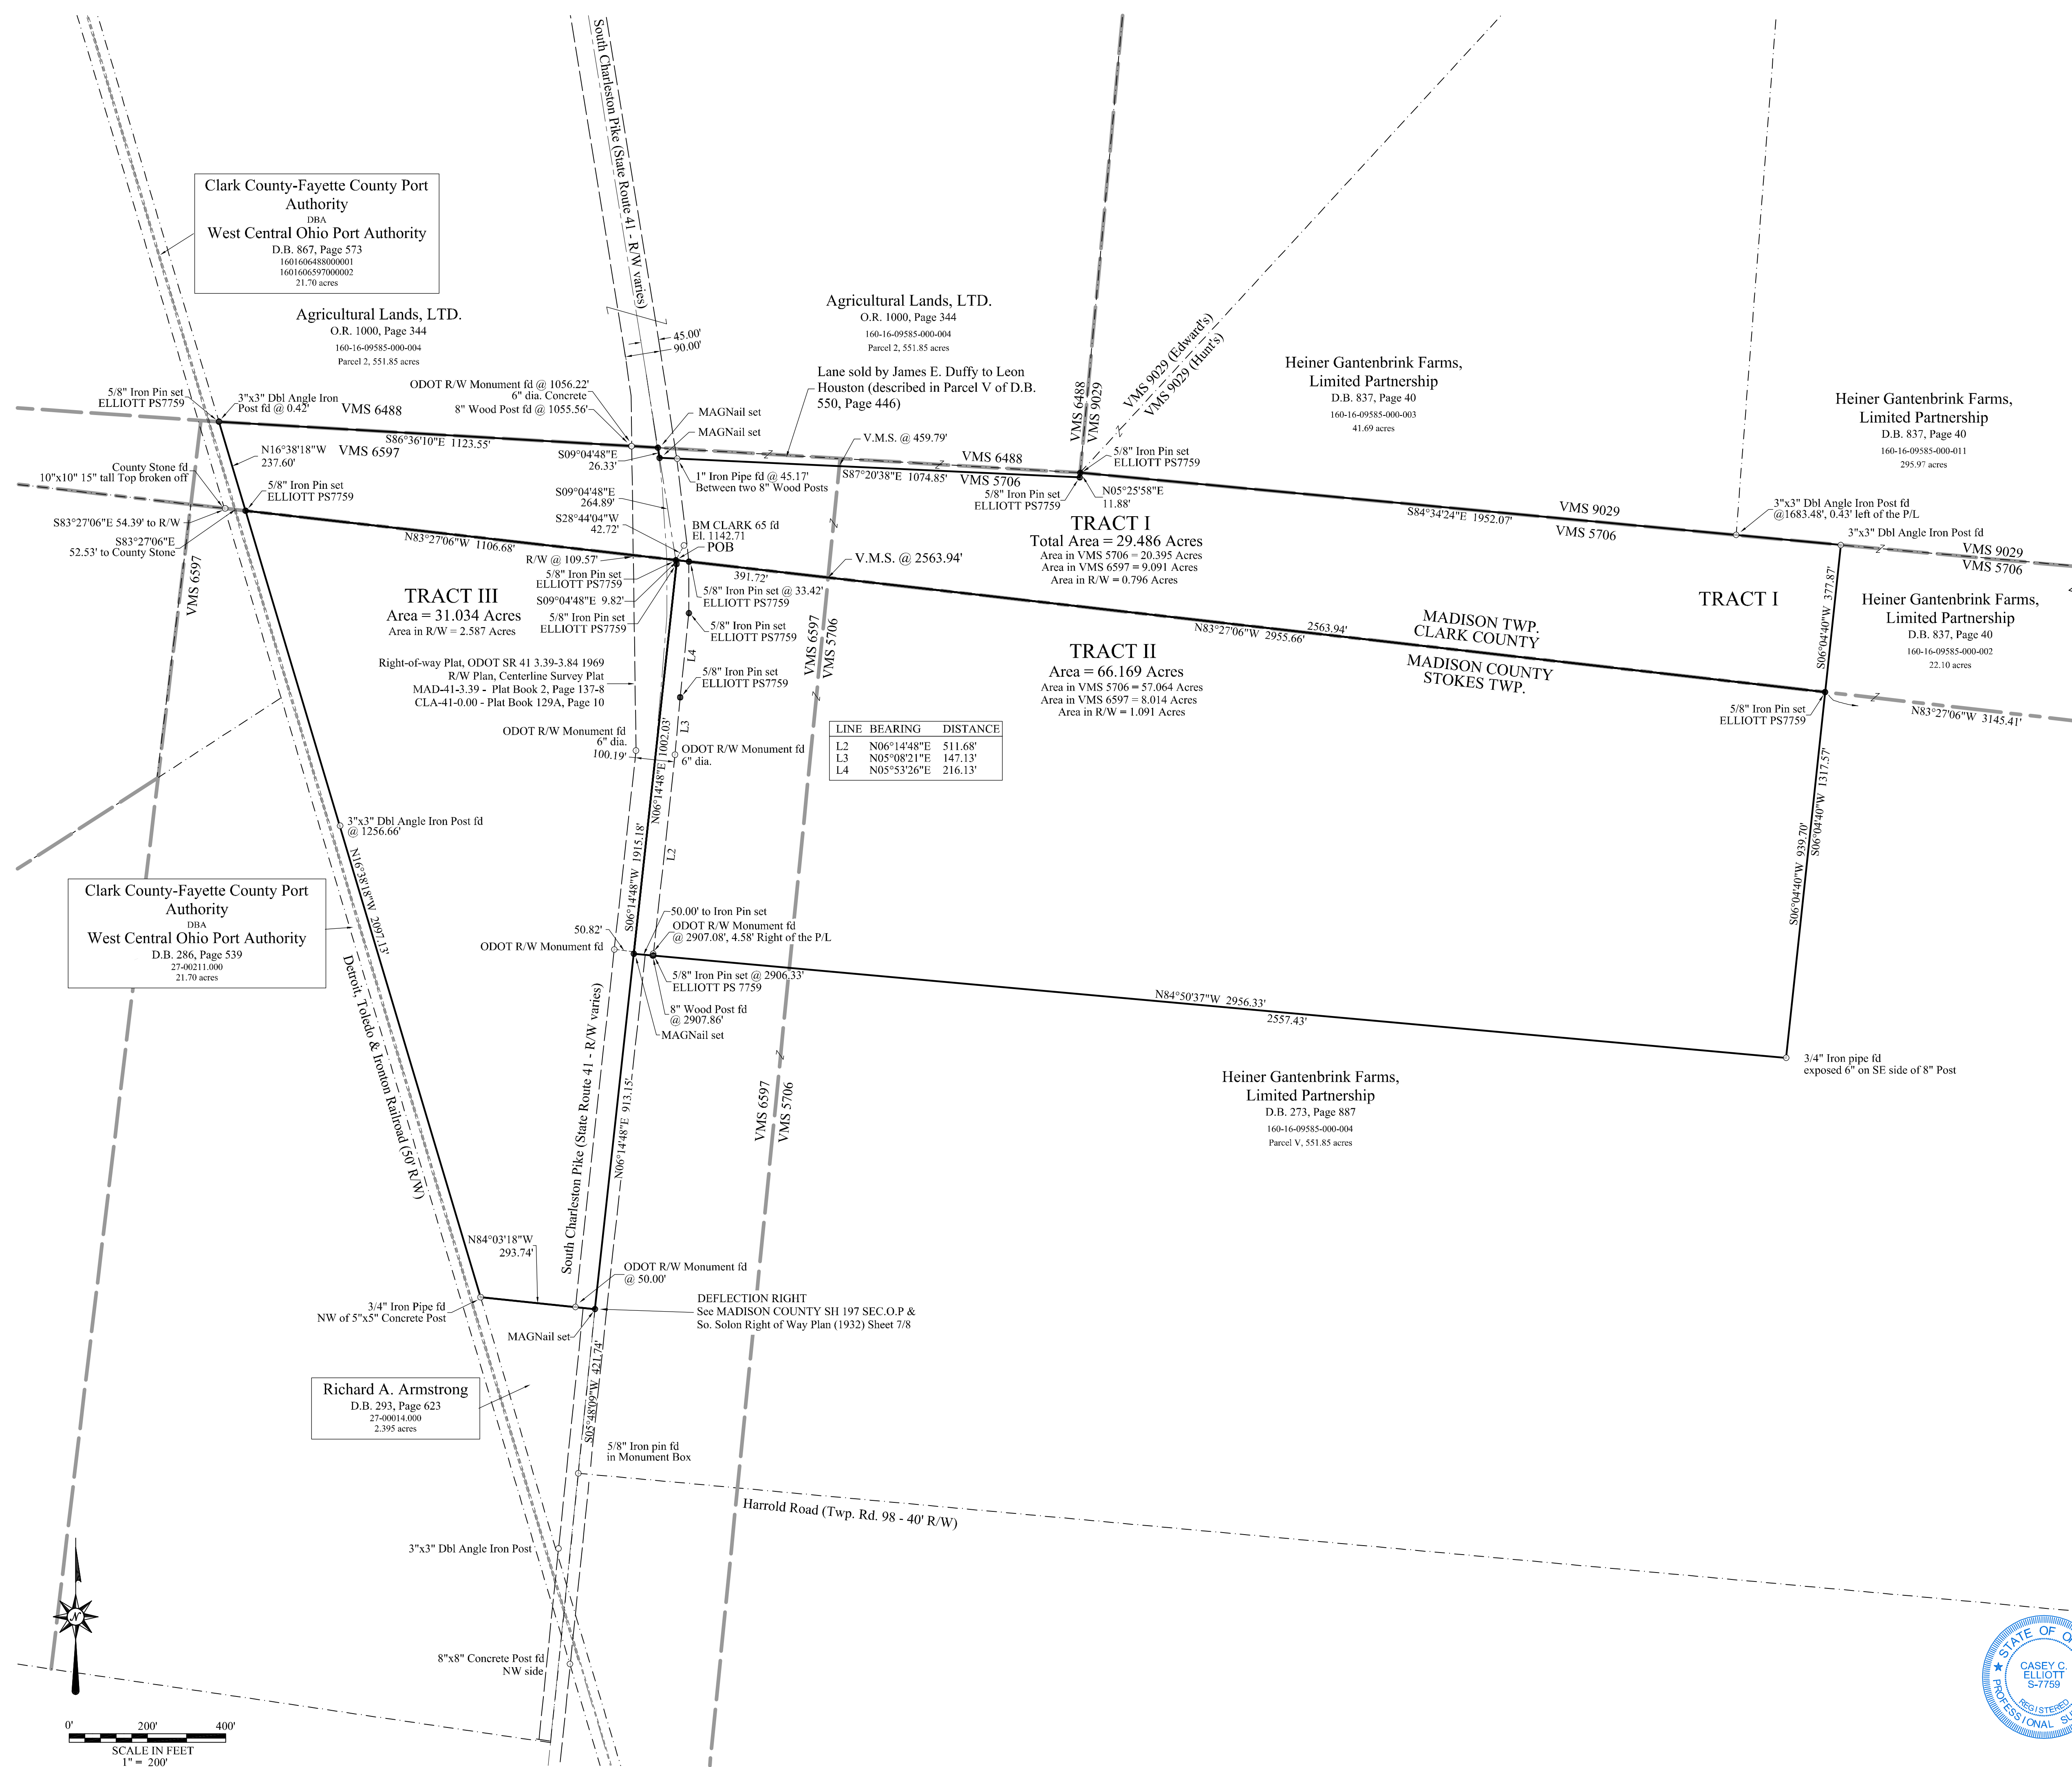 South Charleston Pike (State Route 41 - R/W varies)
Clark County-Fayette County Port
Authority
DBA
West Central Ohio Port Authority
D.B. 867, Page 573
1601606488000001
1601606597000002
21.70 acres
Agricultural Lands, LTD.
O.R. 1000, Page 344
160-16-09585-000-004
Parcel 2, 551.85 acres
45.00'
90.00'
Agricultural Lands, LTD.
O.R. 1000, Page 344
160-16-09585-000-004
Parcel 2, 551.85 acres
Lane sold by James E. Duffy to Leon
Houston (described in Parcel V of D.B.
550, Page 446)
VMS 6488
VMS 9029
VMS 9029 (Edward's)
VMS 9029 (Hunt's)
Heiner Gantenbrink Farms,
Limited Partnership
D.B. 837, Page 40
160-16-09585-000-003
41.69 acres
Heiner Gantenbrink Farms,
Limited Partnership
D.B. 837, Page 40
160-16-09585-000-011
295.97 acres
5/8" Iron Pin set
ELLIOTT PS7759
3"x3" Dbl Angle Iron
Post fd @ 0.42'
VMS 6488
S86°36'10"E 1123.55'
VMS 6597
ODOT R/W Monument fd @ 1056.22'
6" dia. Concrete
8" Wood Post fd @ 1055.56'
MAGNail set
MAGNail set
S09°04'48"E
26.33'
V.M.S. @ 459.79'
VMS 6488
S87°20'38"E 1074.85'
VMS 5706
1" Iron Pipe fd @ 45.17'
Between two 8" Wood Posts
5/8" Iron Pin set
ELLIOTT PS7759
5/8" Iron Pin set
ELLIOTT PS7759
N05°25'58"E
11.88'
S84°34'24"E 1952.07'
VMS 9029
VMS 5706
3"x3" Dbl Angle Iron Post fd
@1683.48', 0.43' left of the P/L
3"x3" Dbl Angle Iron Post fd
VMS 9029
VMS 5706
N16°38'18"W
237.60'
County Stone fd
10"x10" 15" tall Top broken off
5/8" Iron Pin set
ELLIOTT PS7759
S83°27'06"E 54.39' to R/W
S83°27'06"E
52.53' to County Stone
VMS 6597
N83°27'06"W 1106.68'
S09°04'48"E
264.89'
S28°44'04"W
42.72'
BM CLARK 65 fd
El. 1142.71
POB
R/W @ 109.57'
5/8" Iron Pin set
ELLIOTT PS7759
S09°04'48"E 9.82'
5/8" Iron Pin set
ELLIOTT PS7759
391.72'
5/8" Iron Pin set @ 33.42'
ELLIOTT PS7759
5/8" Iron Pin set
ELLIOTT PS7759
5/8" Iron Pin set
ELLIOTT PS7759
V.M.S. @ 2563.94'
TRACT I
Total Area = 29.486 Acres
Area in VMS 5706 = 20.395 Acres
Area in VMS 6597 = 9.091 Acres
Area in R/W = 0.796 Acres
TRACT III
Area = 31.034 Acres
Area in R/W = 2.587 Acres
TRACT II
Area = 66.169 Acres
Area in VMS 5706 = 57.064 Acres
Area in VMS 6597 = 8.014 Acres
Area in R/W = 1.091 Acres
VMS 6597
VMS 5706
2563.94'
N83°27'06"W 2955.66'
MADISON TWP.
CLARK COUNTY
MADISON COUNTY
STOKES TWP.
TRACT I
S06°04'40"W 377.87'
Heiner Gantenbrink Farms,
Limited Partnership
D.B. 837, Page 40
160-16-09585-000-002
22.10 acres
5/8" Iron Pin set
ELLIOTT PS7759
N83°27'06"W 3145.41'
Right-of-way Plat, ODOT SR 41 3.39-3.84 1969
R/W Plan, Centerline Survey Plat
MAD-41-3.39 - Plat Book 2, Page 137-8
CLA-41-0.00 - Plat Book 129A, Page 10
ODOT R/W Monument fd
6" dia.
100.19'
ODOT R/W Monument fd
6" dia.
L4
L3
L2
LINE BEARING DISTANCE
L2 N06°14'48"E 511.68'
L3 N05°08'21"E 147.13'
L4 N05°53'26"E 216.13'
N06°14'48"E 1002.03'
S06°14'48"W 1915.18'
S06°04'40"W 1317.57'
S06°04'40"W 939.70'
3"x3" Dbl Angle Iron Post fd
@ 1256.66'
N16°38'18"W 2097.13'
Clark County-Fayette County Port
Authority
DBA
West Central Ohio Port Authority
D.B. 286, Page 539
27-00211.000
21.70 acres
Detroit, Toledo & Ironton Railroad (50' R/W)
50.82'
ODOT R/W Monument fd
50.00' to Iron Pin set
ODOT R/W Monument fd
@ 2907.08', 4.58' Right of the P/L
5/8" Iron Pin set @ 2906.33'
ELLIOTT PS 7759
8" Wood Post fd
@ 2907.86'
MAGNail set
N84°50'37"W 2956.33'
2557.43'
3/4" Iron pipe fd
exposed 6" on SE side of 8" Post
Heiner Gantenbrink Farms,
Limited Partnership
D.B. 273, Page 887
160-16-09585-000-004
Parcel V, 551.85 acres
VMS 6597
VMS 5706
South Charleston Pike (State Route 41 - R/W varies)
N06°14'48"E 913.15'
N84°03'18"W
293.74'
3/4" Iron Pipe fd
NW of 5"x5" Concrete Post
ODOT R/W Monument fd
@ 50.00'
MAGNail set
DEFLECTION RIGHT
See MADISON COUNTY SH 197 SEC.O.P &
So. Solon Right of Way Plan (1932) Sheet 7/8
S05°48'09"W 421.74'
Richard A. Armstrong
D.B. 293, Page 623
27-00014.000
2.395 acres
5/8" Iron pin fd
in Monument Box
Harrold Road (Twp. Rd. 98 - 40' R/W)
3"x3" Dbl Angle Iron Post
8"x8" Concrete Post fd
NW side
N
0' 200' 400'
SCALE IN FEET
1" = 200'
STATE OF O
CASEY C.
ELLIOTT
S-7759
REGISTERED
PROFESSIONAL SU